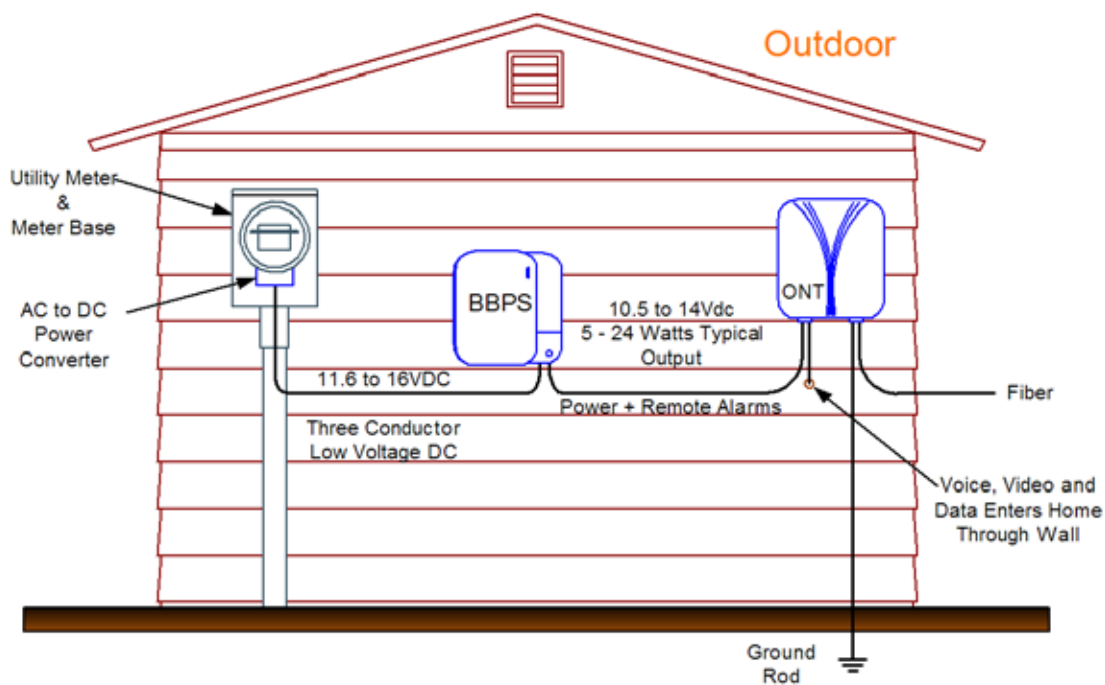 Outdoor
Utility Meter
&
Meter Base
AC to DC
Power
Converter
BBPS
ONT
10.5 to 14Vdc
5 - 24 Watts Typical
Output
11.6 to 16VDC
Power + Remote Alarms
Fiber
Three Conductor
Low Voltage DC
Voice, Video and
Data Enters Home
Through Wall
Ground
Rod